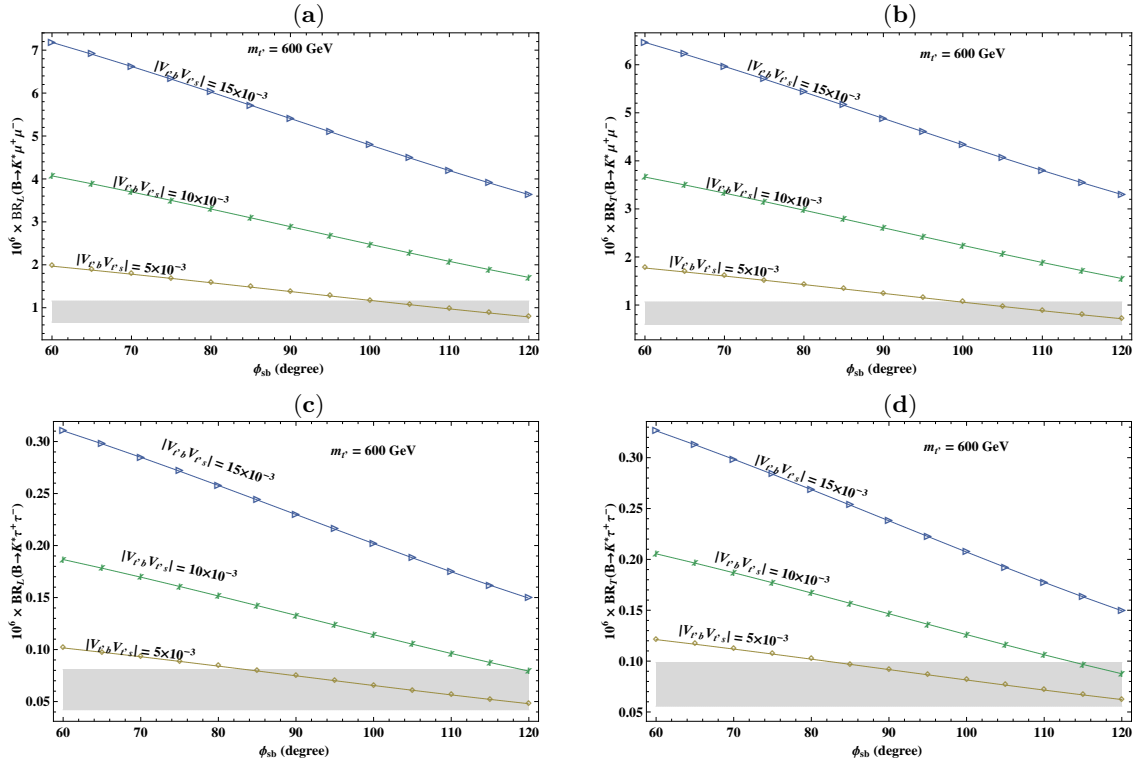 (a)
m_{t'} = 600 GeV
|V_{t'b}V_{t's}| = 15×10^{-3}
|V_{t'b}V_{t's}| = 10×10^{-3}
|V_{t'b}V_{t's}| = 5×10^{-3}
10^6 × BR_L(B→K^*μ^+μ^-)
7
6
5
4
3
2
1
60 70 80 90 100 110 120
ϕ_{sb} (degree)
(b)
m_{t'} = 600 GeV
|V_{t'b}V_{t's}| = 15×10^{-3}
|V_{t'b}V_{t's}| = 10×10^{-3}
|V_{t'b}V_{t's}| = 5×10^{-3}
10^6 × BR_T(B→K^*μ^+μ^-)
6
5
4
3
2
1
60 70 80 90 100 110 120
ϕ_{sb} (degree)
(c)
m_{t'} = 600 GeV
|V_{t'b}V_{t's}| = 15×10^{-3}
|V_{t'b}V_{t's}| = 10×10^{-3}
|V_{t'b}V_{t's}| = 5×10^{-3}
10^6 × BR_L(B→K^*τ^+τ^-)
0.30
0.25
0.20
0.15
0.10
0.05
60 70 80 90 100 110 120
ϕ_{sb} (degree)
(d)
m_{t'} = 600 GeV
|V_{t'b}V_{t's}| = 15×10^{-3}
|V_{t'b}V_{t's}| = 10×10^{-3}
|V_{t'b}V_{t's}| = 5×10^{-3}
10^6 × BR_T(B→K^*τ^+τ^-)
0.30
0.25
0.20
0.15
0.10
0.05
60 70 80 90 100 110 120
ϕ_{sb} (degree)